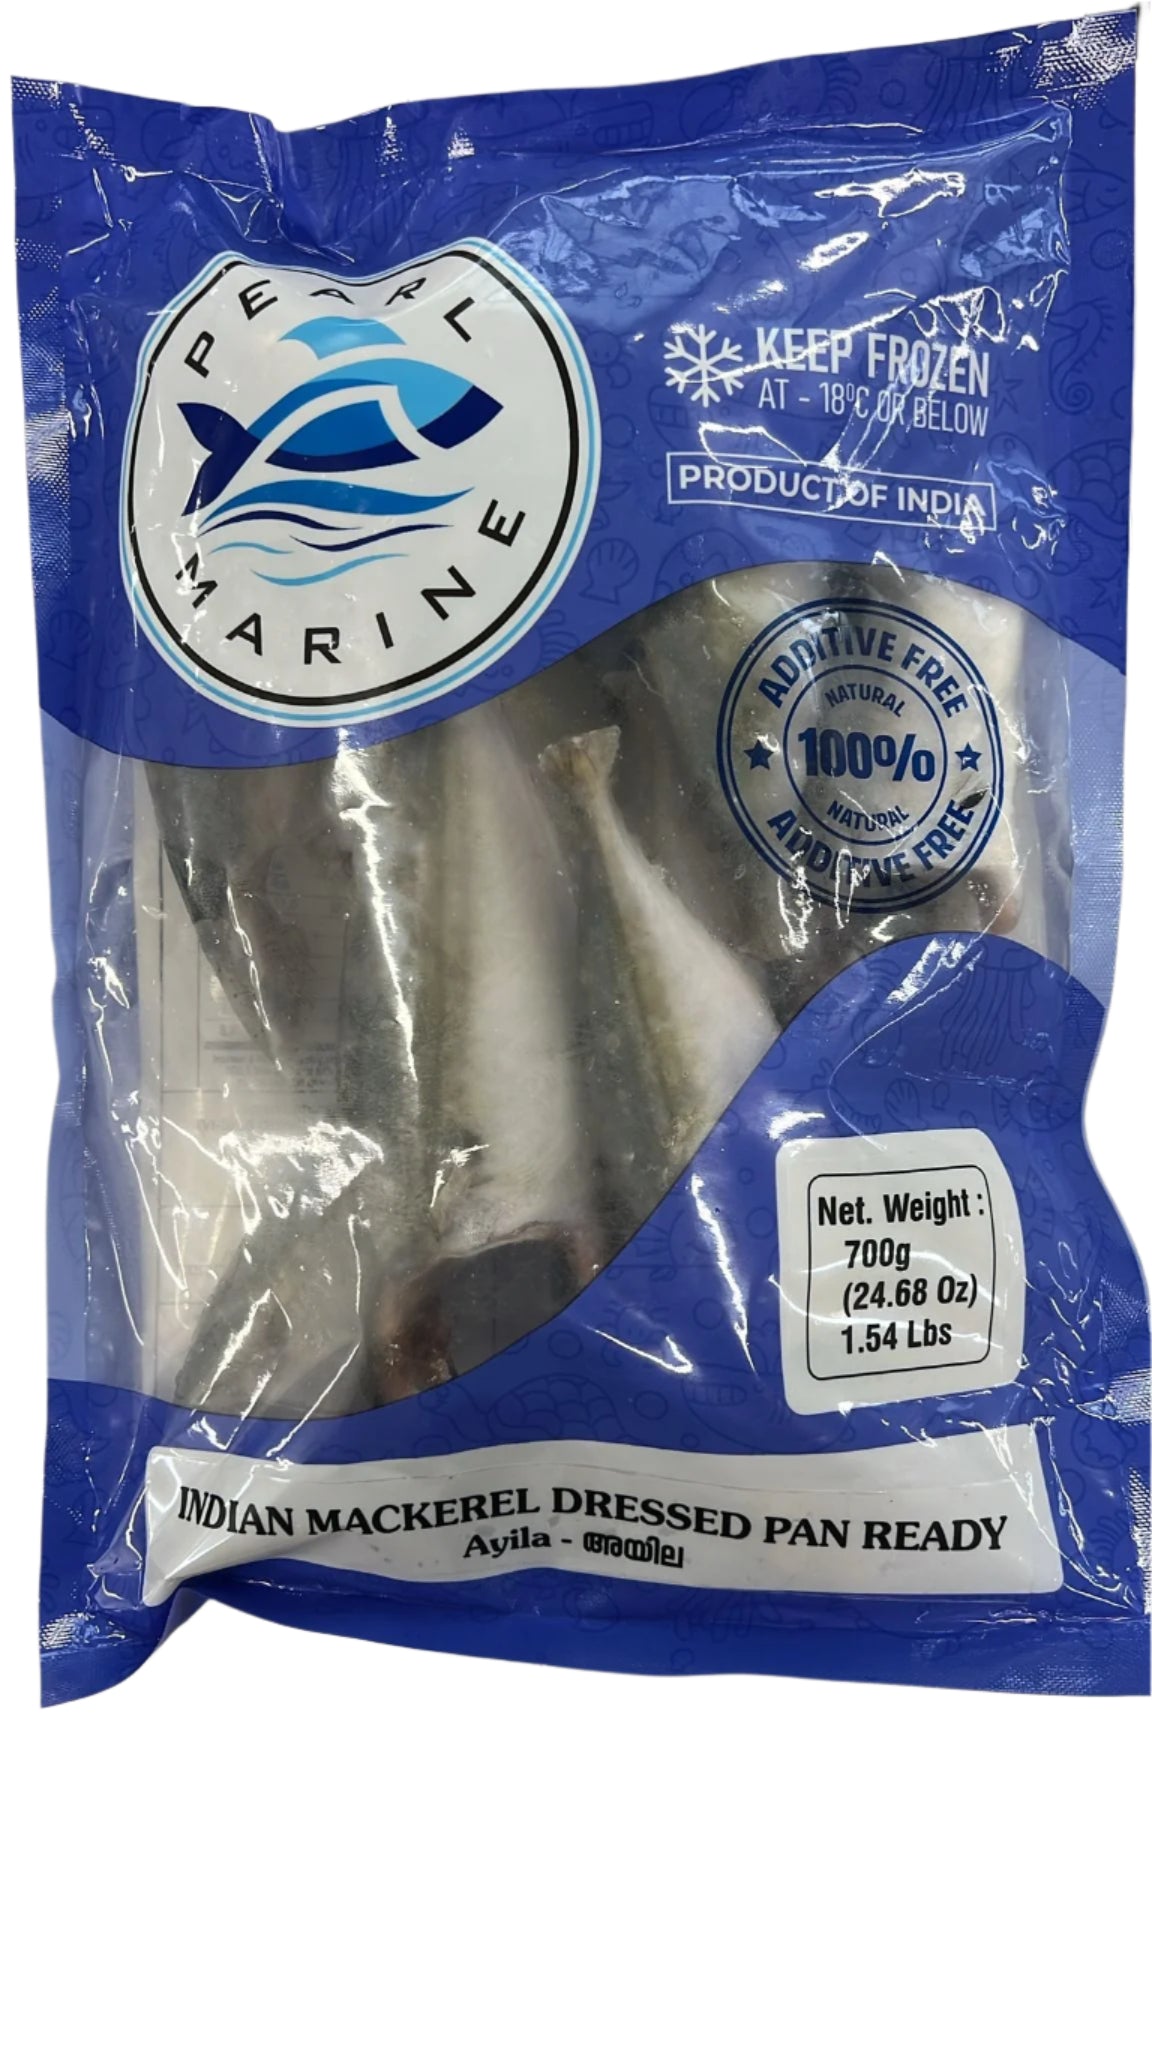 PEARL
MARINE
KEEP FROZEN
AT - 18⁰C OR BELOW
PRODUCT OF INDIA
ADDITIVE FREE
NATURAL
100%
NATURAL
ADDITIVE FREE
Net. Weight :
700g
(24.68 Oz)
1.54 Lbs
INDIAN MACKEREL DRESSED PAN READY
Ayila - അയില